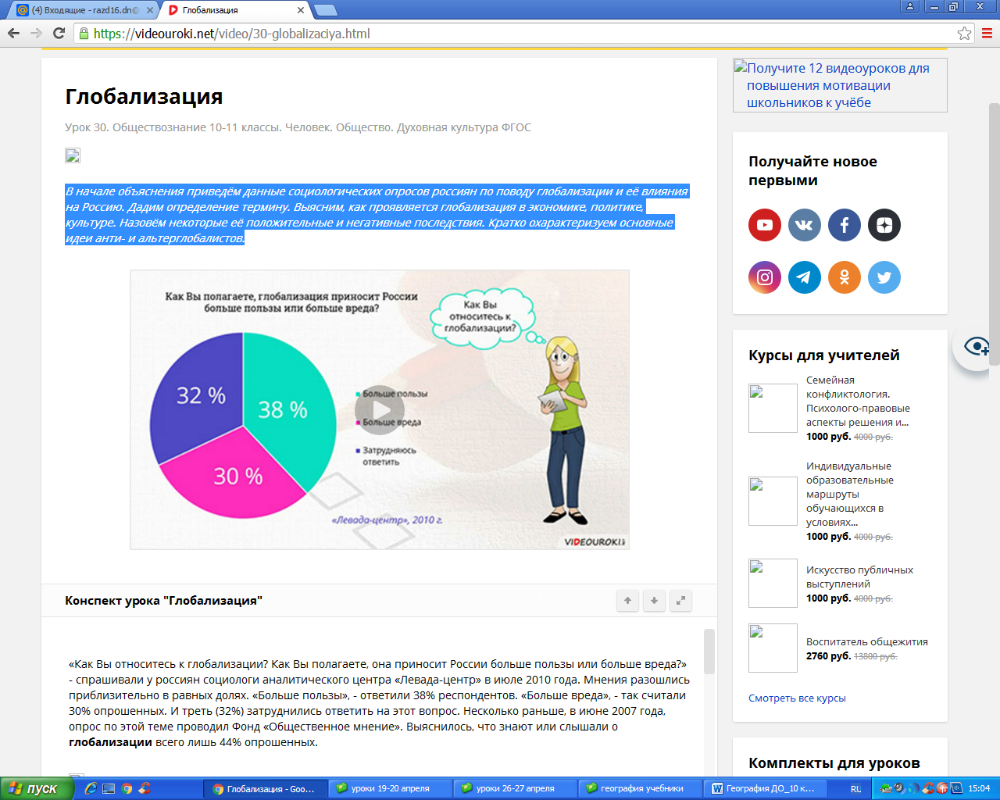 (4) Входящие - razd16.dn@
Глобализация
https://videouroki.net/video/30-globalizaciya.html
Глобализация
Урок 30. Обществознание 10-11 классы. Человек. Общество. Духовная культура ФГОС
В начале объяснения приведём данные социологических опросов россиян по поводу глобализации и её влияния
на Россию. Дадим определение термину. Выясним, как проявляется глобализация в экономике, политике,
культуре. Назовём некоторые её положительные и негативные последствия. Кратко охарактеризуем основные
идеи анти- и альтерглобалистов.
Как Вы полагаете, глобализация приносит России
больше пользы или больше вреда?
Как Вы
относитесь к
глобализации?
32 %
38 %
30 %
Больше пользы
Больше вреда
Затрудняюсь
ответить
«Левада-центр», 2010 г.
VIDEOUROKI
Конспект урока "Глобализация"
«Как Вы относитесь к глобализации? Как Вы полагаете, она приносит России больше пользы или больше вреда?»
- спрашивали у россиян социологи аналитического центра «Левада-центр» в июле 2010 года. Мнения разошлись
приблизительно в равных долях. «Больше пользы», - ответили 38% респондентов. «Больше вреда», - так считали
30% опрошенных. И треть (32%) затруднились ответить на этот вопрос. Несколько раньше, в июне 2007 года,
опрос по этой теме проводил Фонд «Общественное мнение». Выяснилось, что знают или слышали о
глобализации всего лишь 44% опрошенных.
Получите 12 видеоуроков для
повышения мотивации
школьников к учёбе
Получайте новое
первыми
Курсы для учителей
Семейная
конфликтология.
Психолого-правовые
аспекты решения и...
1000 руб. 4000 руб.
Индивидуальные
образовательные
маршруты
обучающихся в
условиях...
1000 руб. 4000 руб.
Искусство публичных
выступлений
1000 руб. 4000 руб.
Воспитатель общежития
2760 руб. 13800 руб.
Смотреть все курсы
Комплекты для уроков
пуск
Глобализация - Goo...
уроки 19-20 апреля
уроки 26-27 апреля
география учебники
География ДО_10 к...
RU
15:04